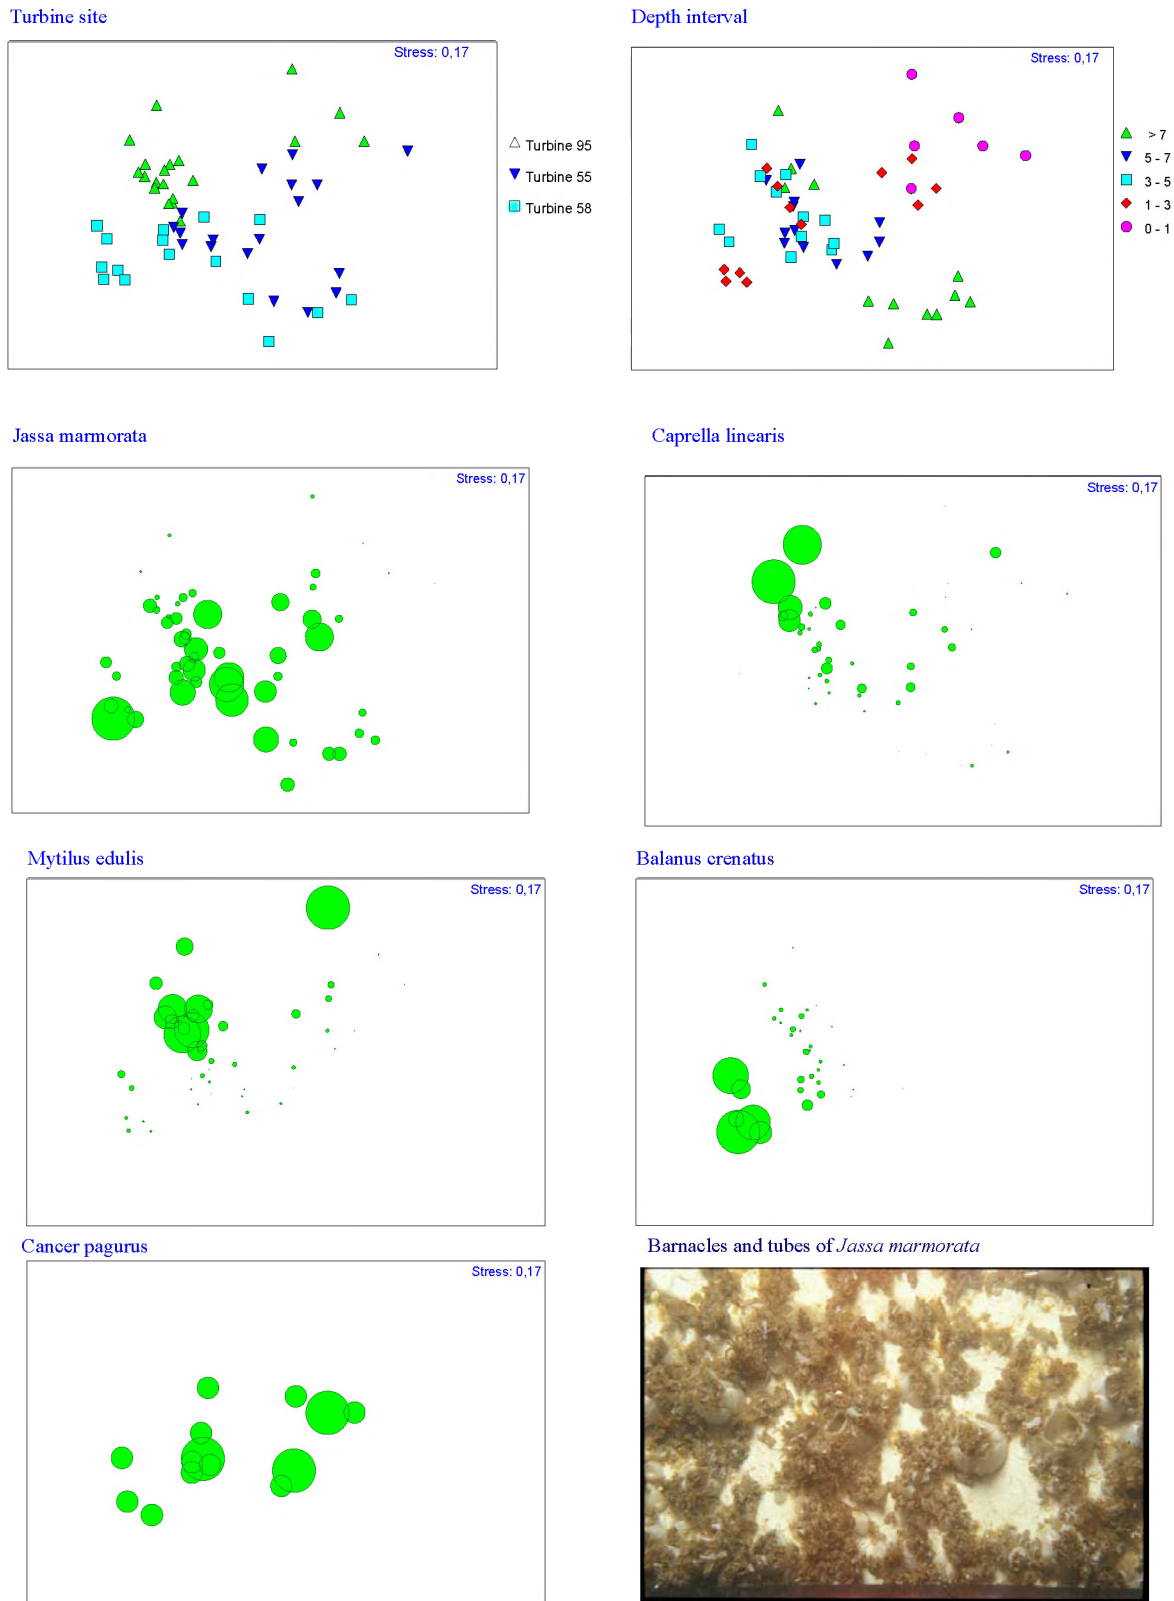 Turbine site
Stress: 0,17
Turbine 95
Turbine 55
Turbine 58
Depth interval
Stress: 0,17
> 7
5 - 7
3 - 5
1 - 3
0 - 1
Jassa marmorata
Stress: 0,17
Caprella linearis
Stress: 0,17
Mytilus edulis
Stress: 0,17
Balanus crenatus
Stress: 0,17
Cancer pagurus
Stress: 0,17
Barnacles and tubes of Jassa marmorata